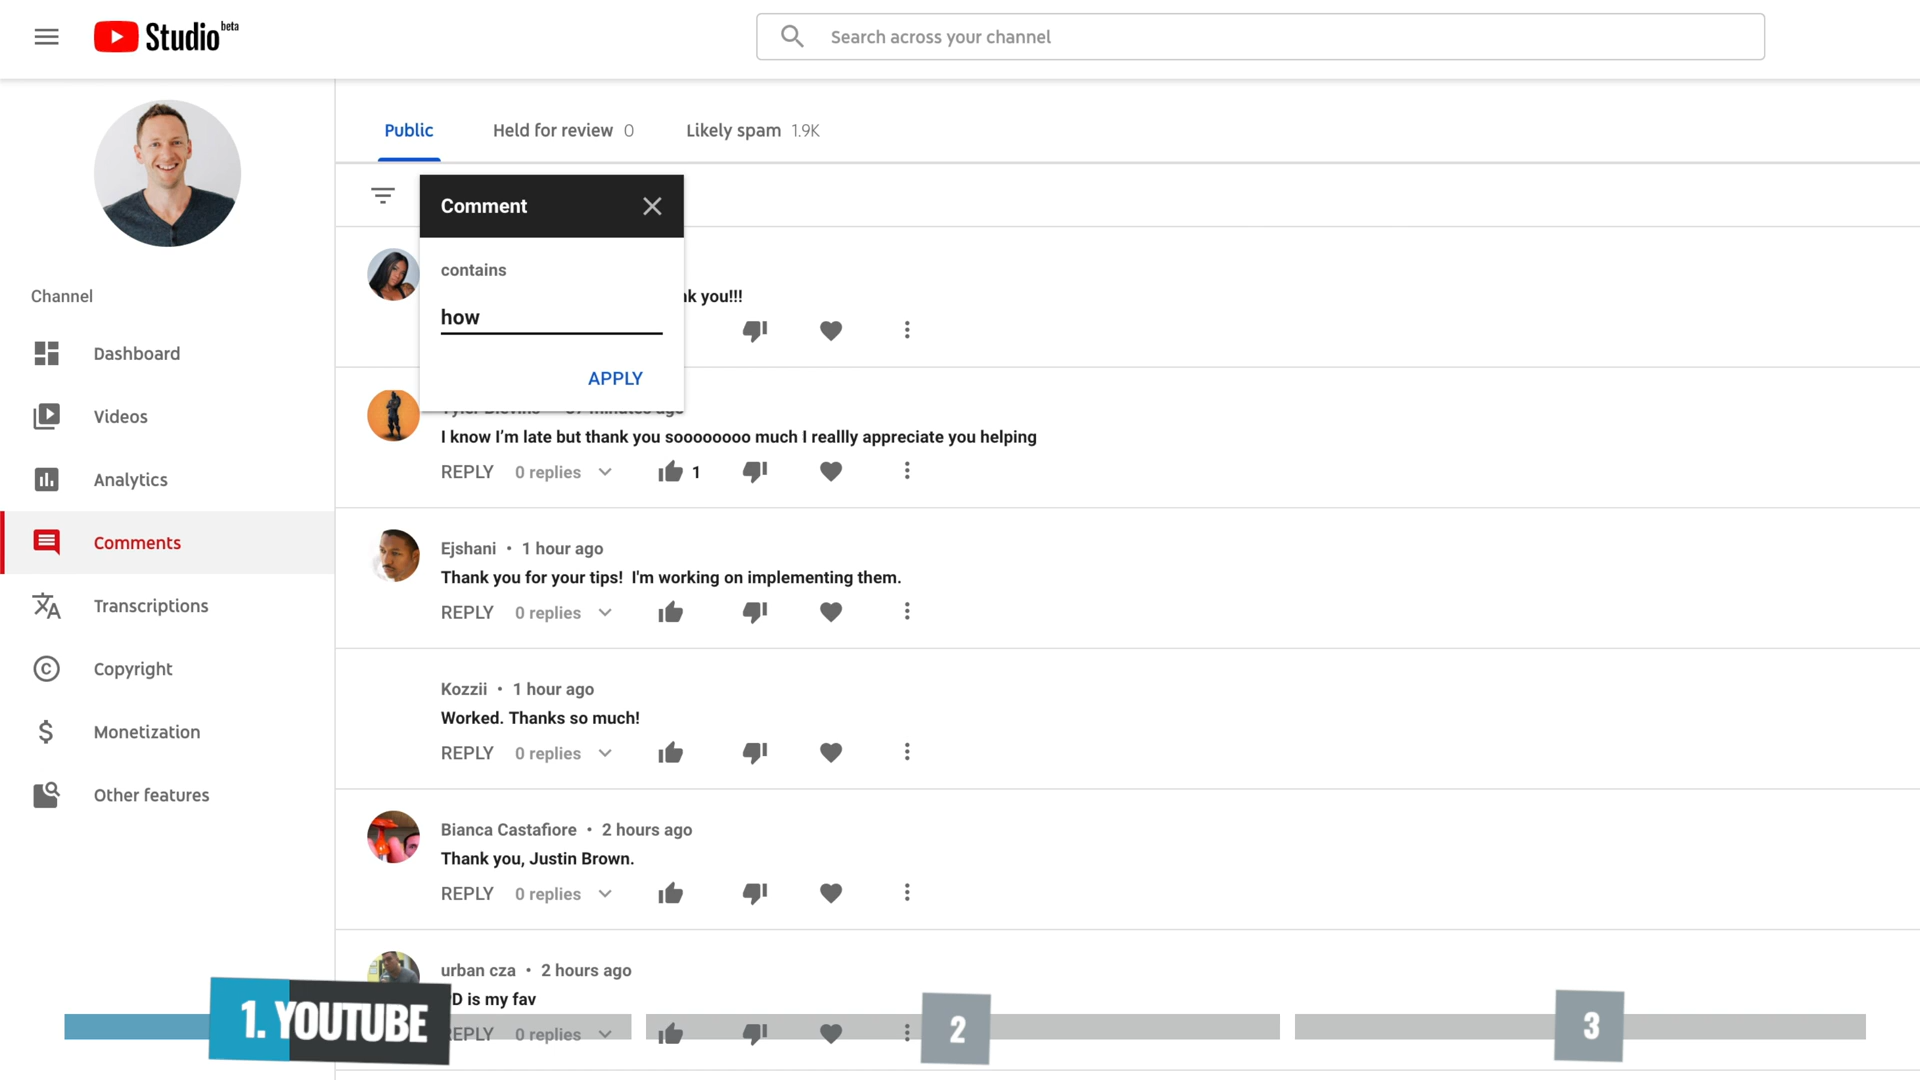 Studio beta
Search across your channel
Public
Held for review 0
Likely spam 1.9K
Comment
contains
how
APPLY
nk you!!!
Channel
Dashboard
Videos
Analytics
Comments
Transcriptions
Copyright
Monetization
Other features
I know I’m late but thank you sooooooo much I reallly appreciate you helping
REPLY 0 replies 1
Ejshani • 1 hour ago
Thank you for your tips! I'm working on implementing them.
REPLY 0 replies
Kozzii • 1 hour ago
Worked. Thanks so much!
REPLY 0 replies
Bianca Castafiore • 2 hours ago
Thank you, Justin Brown.
REPLY 0 replies
urban cza • 2 hours ago
D is my fav
REPLY 0 replies
1. YOUTUBE
2
3